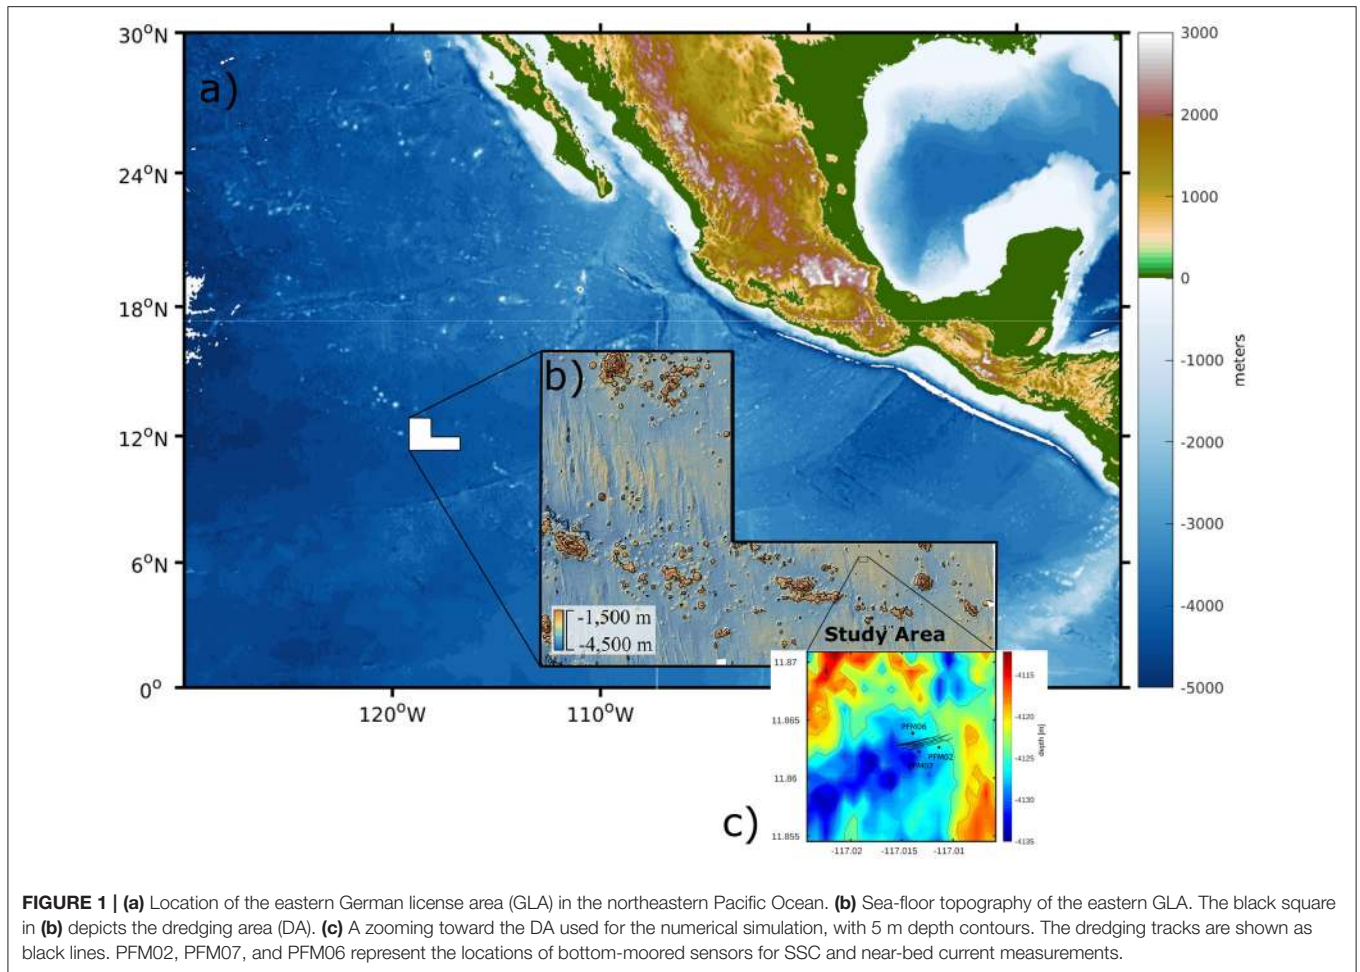 a)
30°N
24°N
18°N
12°N
6°N
0°
120°W
110°W
3000
2000
1000
0
-1000
-2000
-3000
-4000
-5000
meters
b)
-1,500 m
-4,500 m
Study Area
c)
11.87
11.865
11.86
11.855
-117.02
-117.015
-117.01
PFM06
PFM02
PFM07
-4115
-4120
-4125
-4130
-4135
depth [m]
FIGURE 1 | (a) Location of the eastern German license area (GLA) in the northeastern Pacific Ocean. (b) Sea-floor topography of the eastern GLA. The black square
in (b) depicts the dredging area (DA). (c) A zooming toward the DA used for the numerical simulation, with 5 m depth contours. The dredging tracks are shown as
black lines. PFM02, PFM07, and PFM06 represent the locations of bottom-moored sensors for SSC and near-bed current measurements.